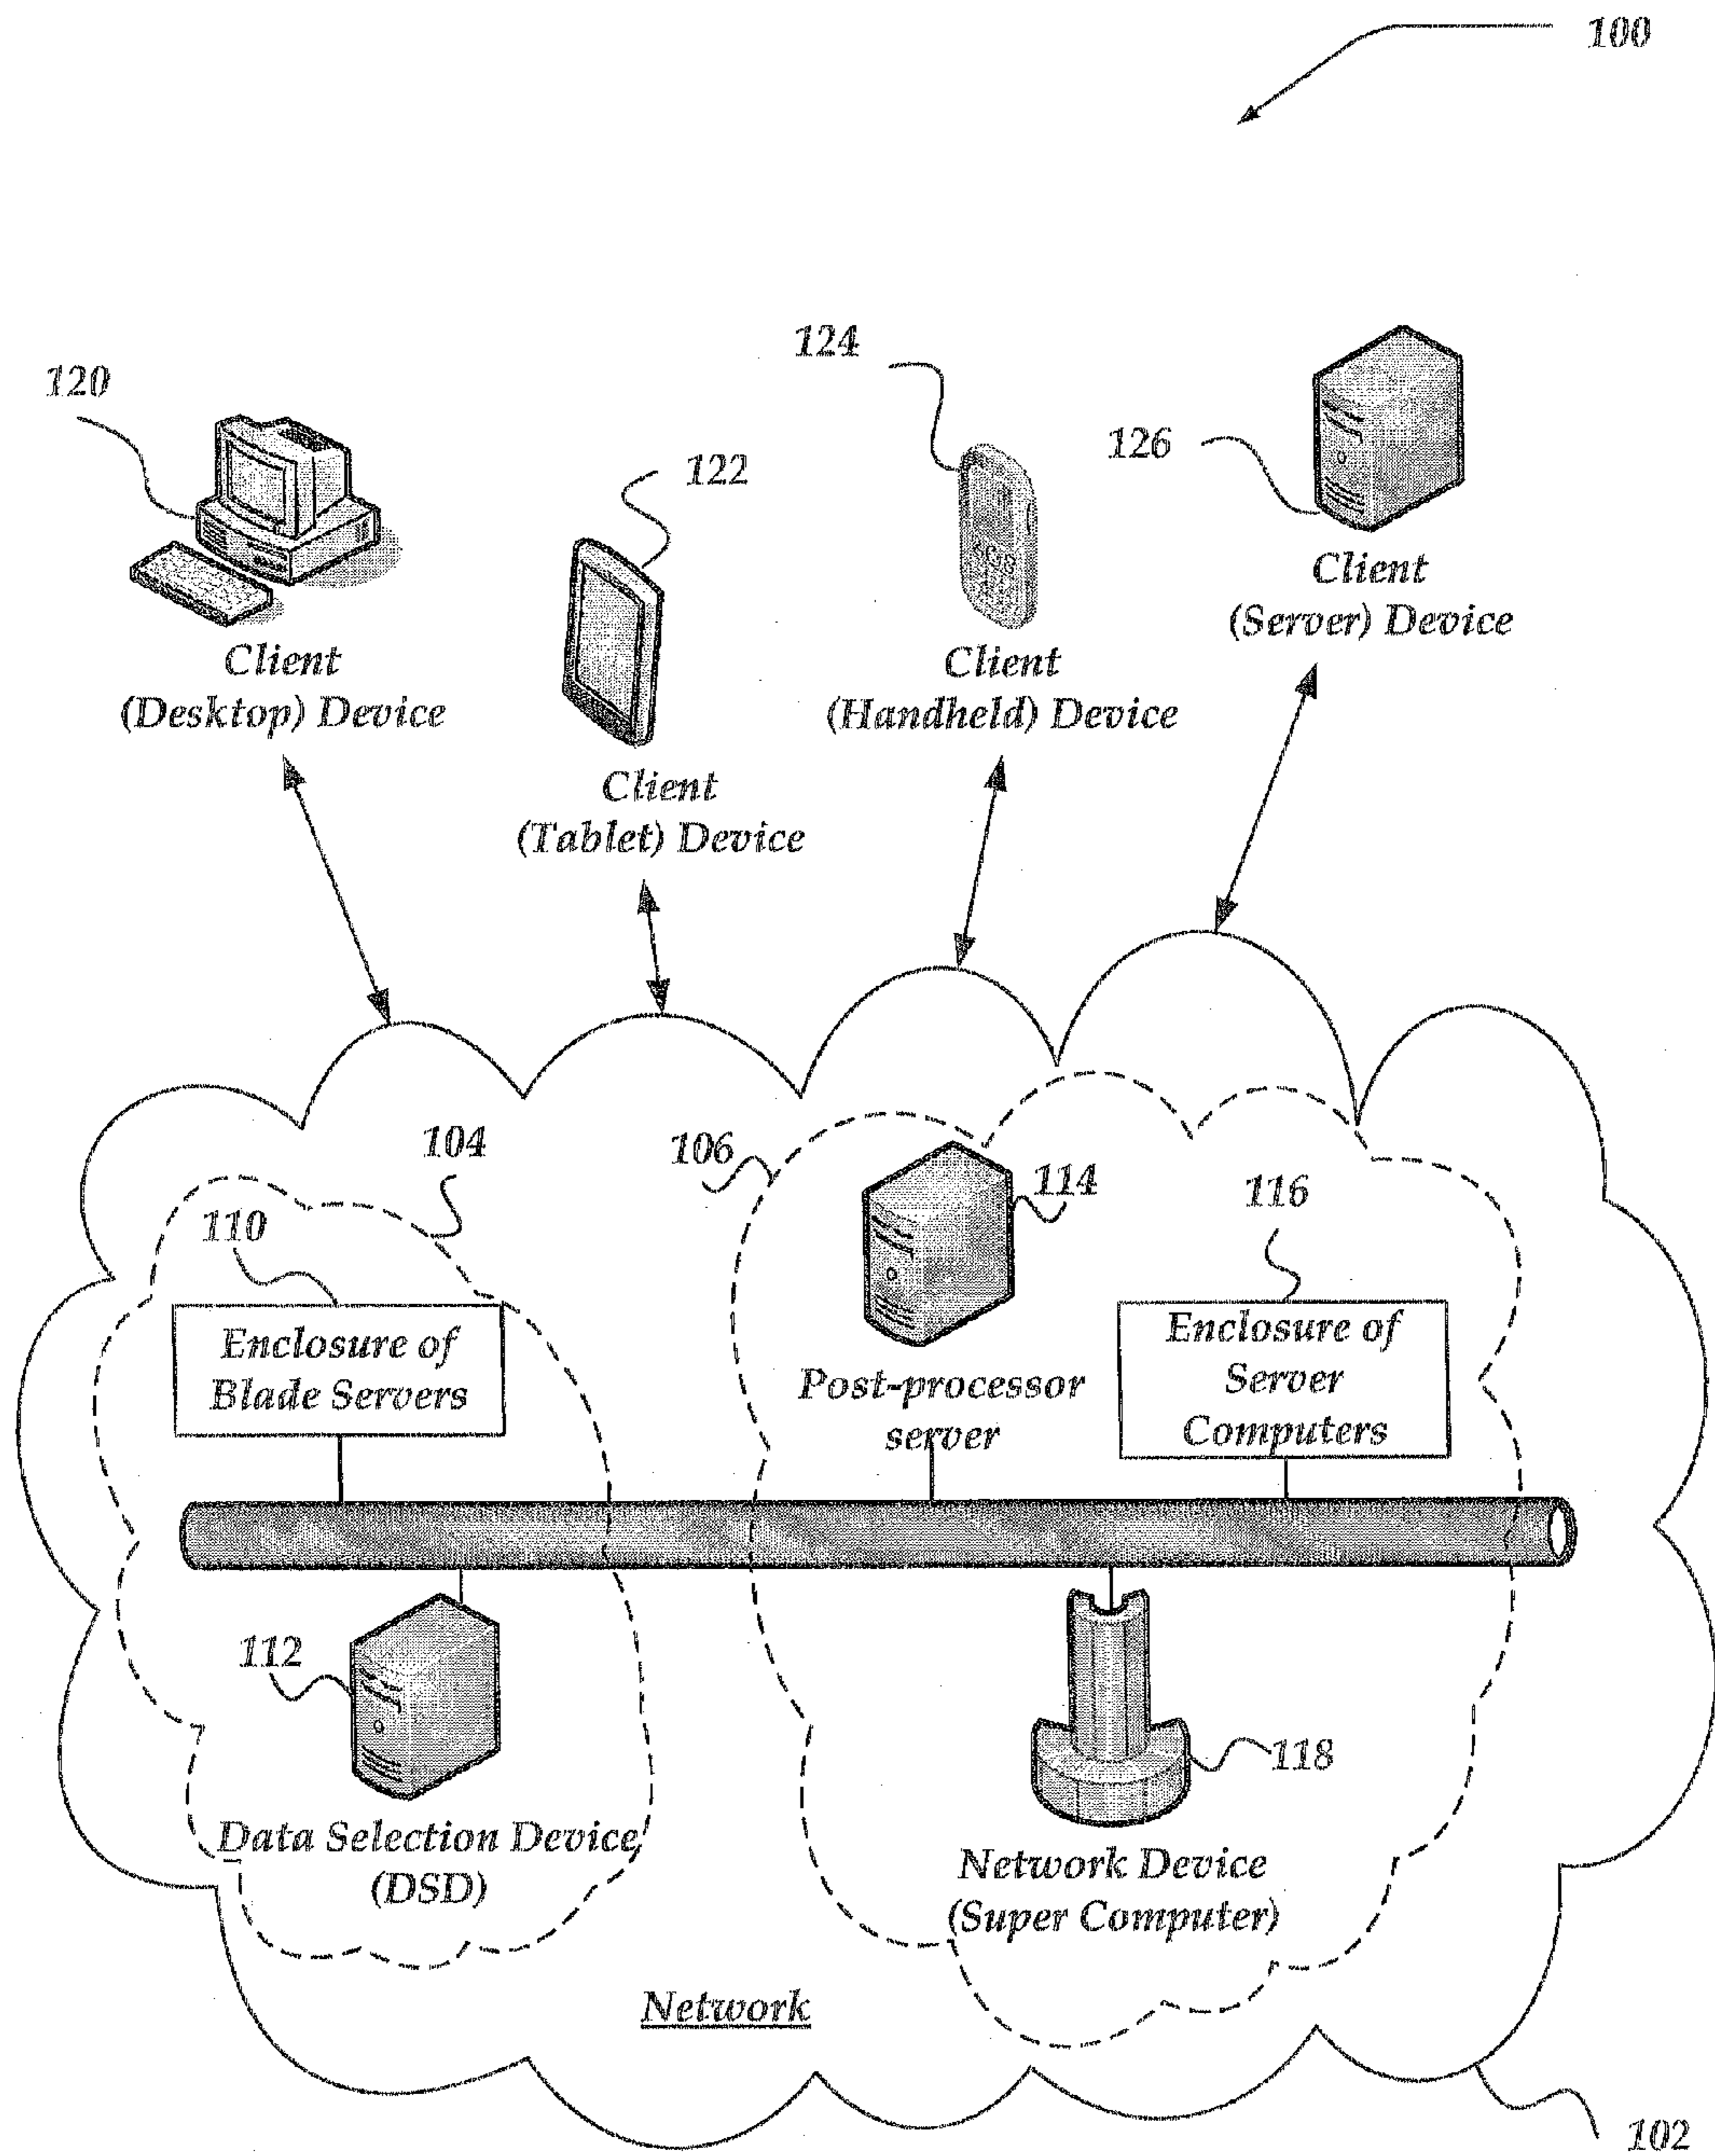 100
124
120
122
126
Client
(Server) Device
Client
(Desktop) Device
Client
(Handheld) Device
Client
(Tablet) Device
104
106
114
116
110
Enclosure of
Blade Servers
Post-processor
server
Enclosure of
Server
Computers
112
118
Data Selection Device
(DSD)
Network Device
(Super Computer)
Network
102